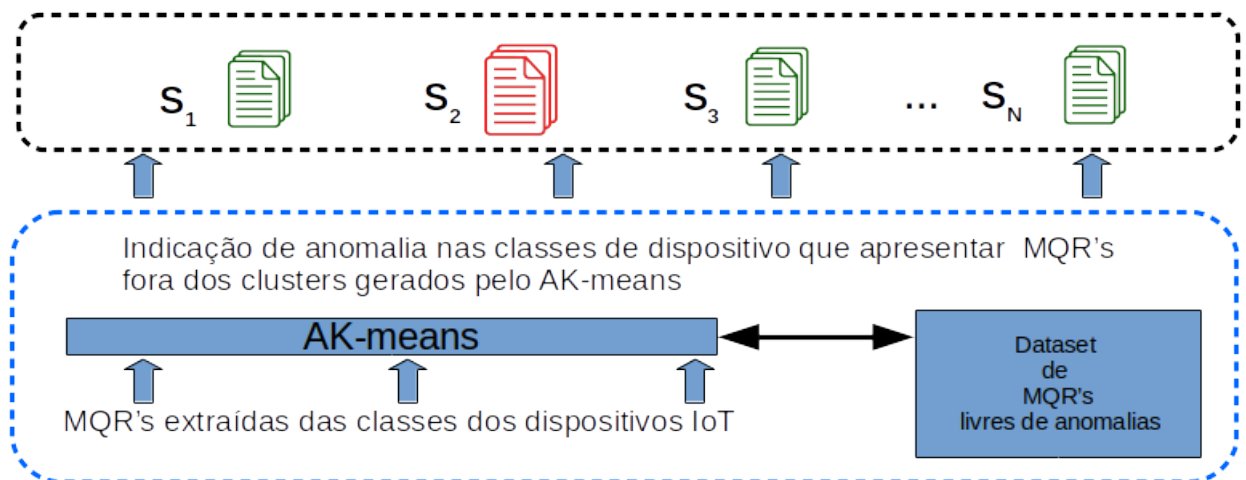 S1 S2 S3 ... SN
Indicação de anomalia nas classes de dispositivo que apresentar MQR's
fora dos clusters gerados pelo AK-means
AK-means
MQR's extraídas das classes dos dispositivos IoT
Dataset
de
MQR's
livres de anomalias